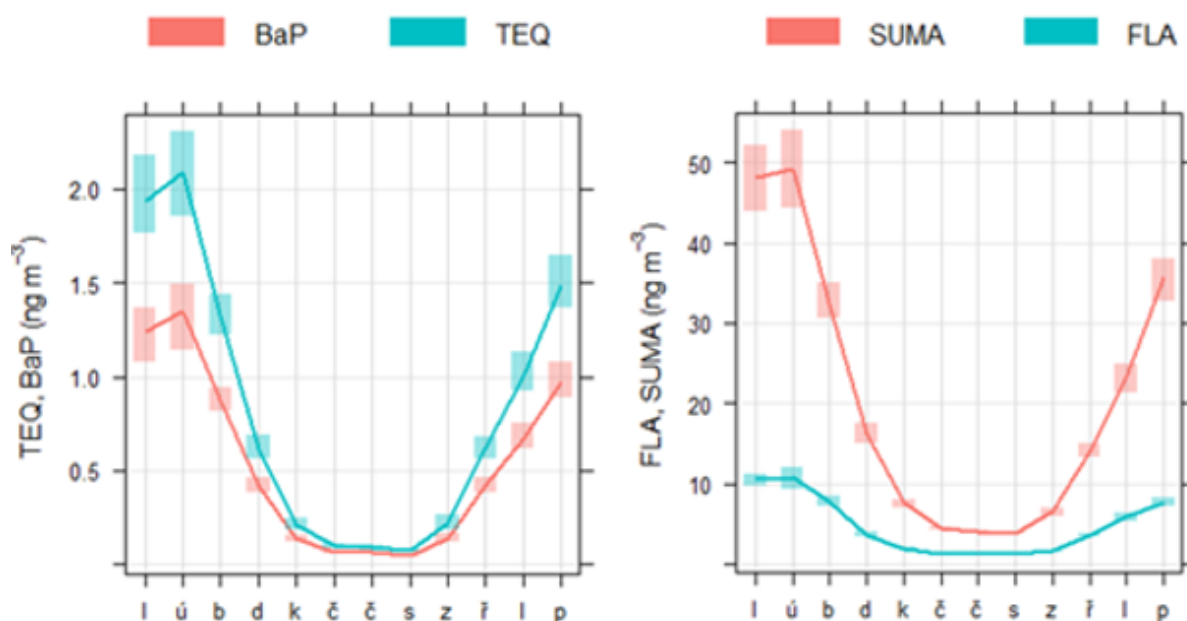 BaP TEQ
SUMA FLA
TEQ, BaP (ng m⁻³)
2.0
1.5
1.0
0.5
l ú b d k č č s z ř l p
FLA, SUMA (ng m⁻³)
50
40
30
20
10
l ú b d k č č s z ř l p